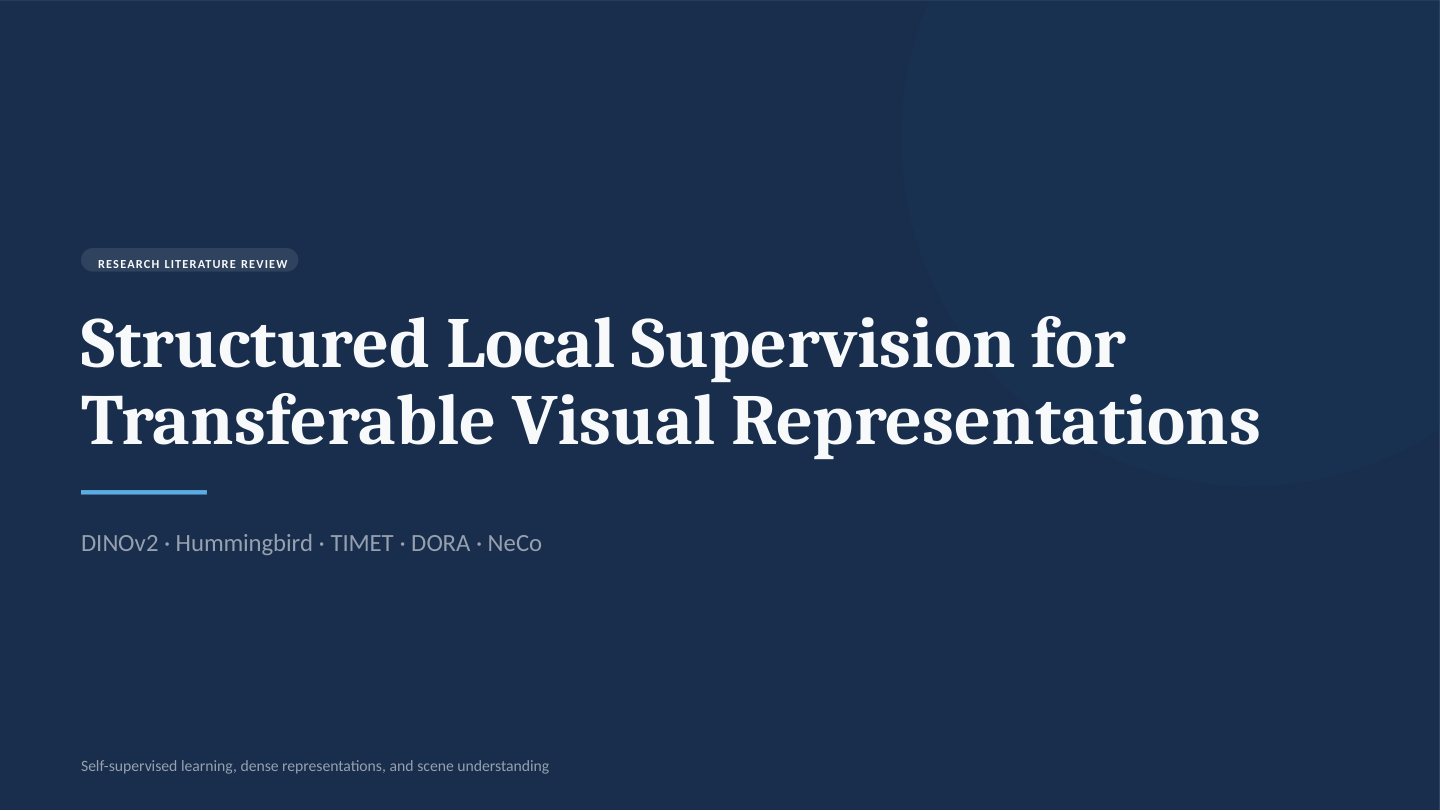 RESEARCH LITERATURE REVIEW
Structured Local Supervision for
Transferable Visual Representations
DINOv2 · Hummingbird · TIMET · DORA · NeCo
Self-supervised learning, dense representations, and scene understanding